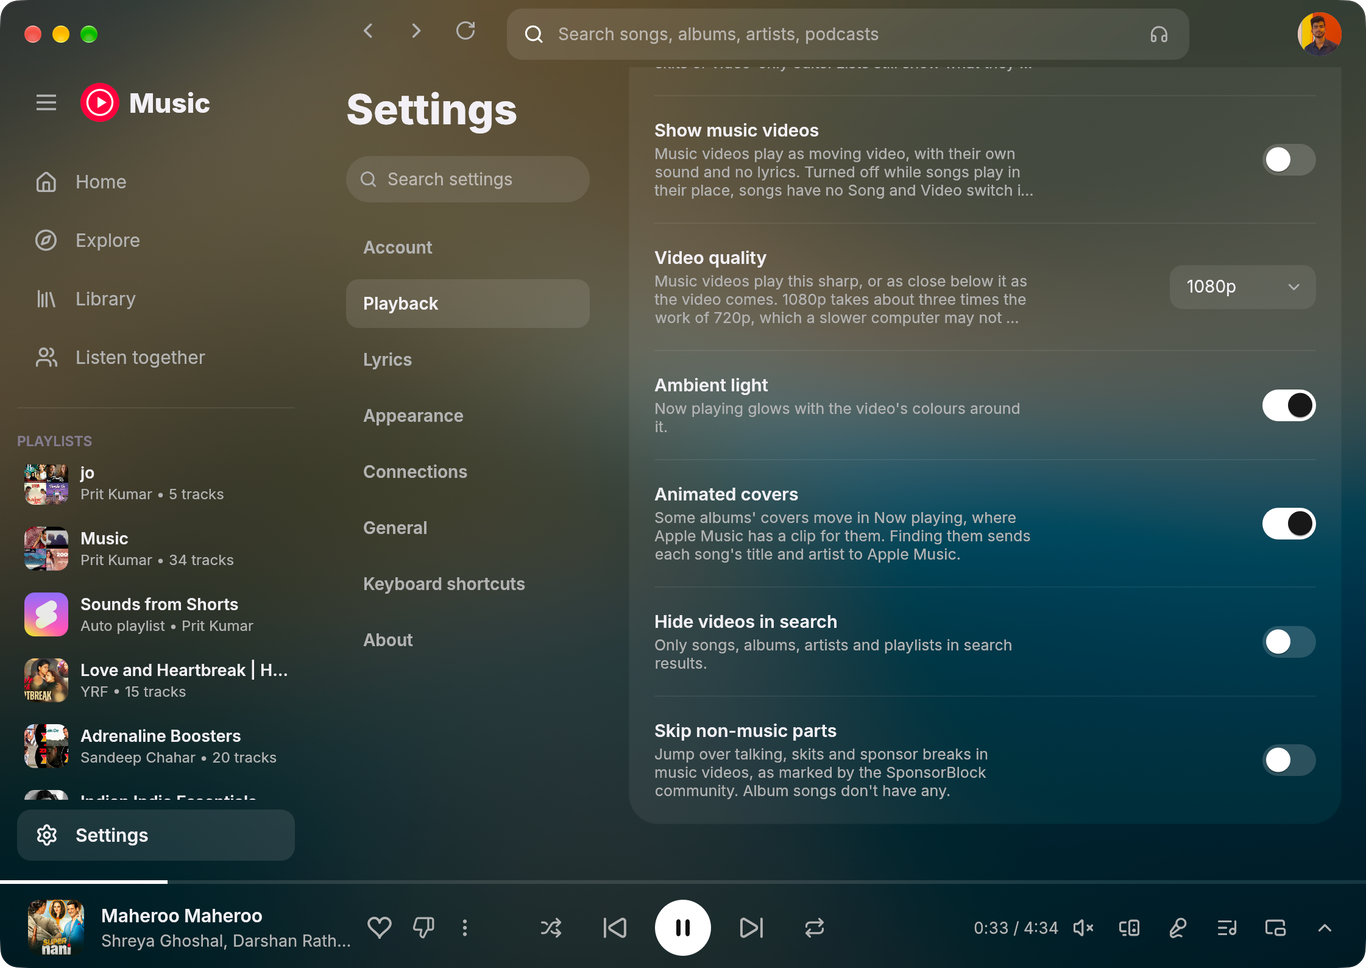 Search songs, albums, artists, podcasts
Music
Home
Explore
Library
Listen together
PLAYLISTS
jo
Prit Kumar • 5 tracks
Music
Prit Kumar • 34 tracks
Sounds from Shorts
Auto playlist • Prit Kumar
Love and Heartbreak | H...
YRF • 15 tracks
Adrenaline Boosters
Sandeep Chahar • 20 tracks
Indian Indie Essentials
Settings
Settings
Search settings
Account
Playback
Lyrics
Appearance
Connections
General
Keyboard shortcuts
About
Show music videos
Music videos play as moving video, with their own
sound and no lyrics. Turned off while songs play in
their place, songs have no Song and Video switch i...
Video quality
Music videos play this sharp, or as close below it as
the video comes. 1080p takes about three times the
work of 720p, which a slower computer may not ...
1080p
Ambient light
Now playing glows with the video's colours around
it.
Animated covers
Some albums' covers move in Now playing, where
Apple Music has a clip for them. Finding them sends
each song's title and artist to Apple Music.
Hide videos in search
Only songs, albums, artists and playlists in search
results.
Skip non-music parts
Jump over talking, skits and sponsor breaks in
music videos, as marked by the SponsorBlock
community. Album songs don't have any.
SUPER
nani
Maheroo Maheroo
Shreya Ghoshal, Darshan Rath...
0:33 / 4:34